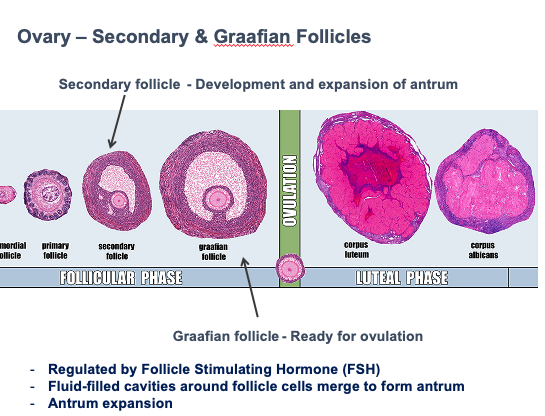 Ovary – Secondary & Graafian Follicles
Secondary follicle - Development and expansion of antrum
mordial
ollicle
primary
follicle
secondary
follicle
graafian
follicle
OVULATION
corpus
luteum
corpus
albicans
FOLLICULAR PHASE
LUTEAL PHASE
Graafian follicle - Ready for ovulation
- Regulated by Follicle Stimulating Hormone (FSH)
- Fluid-filled cavities around follicle cells merge to form antrum
- Antrum expansion